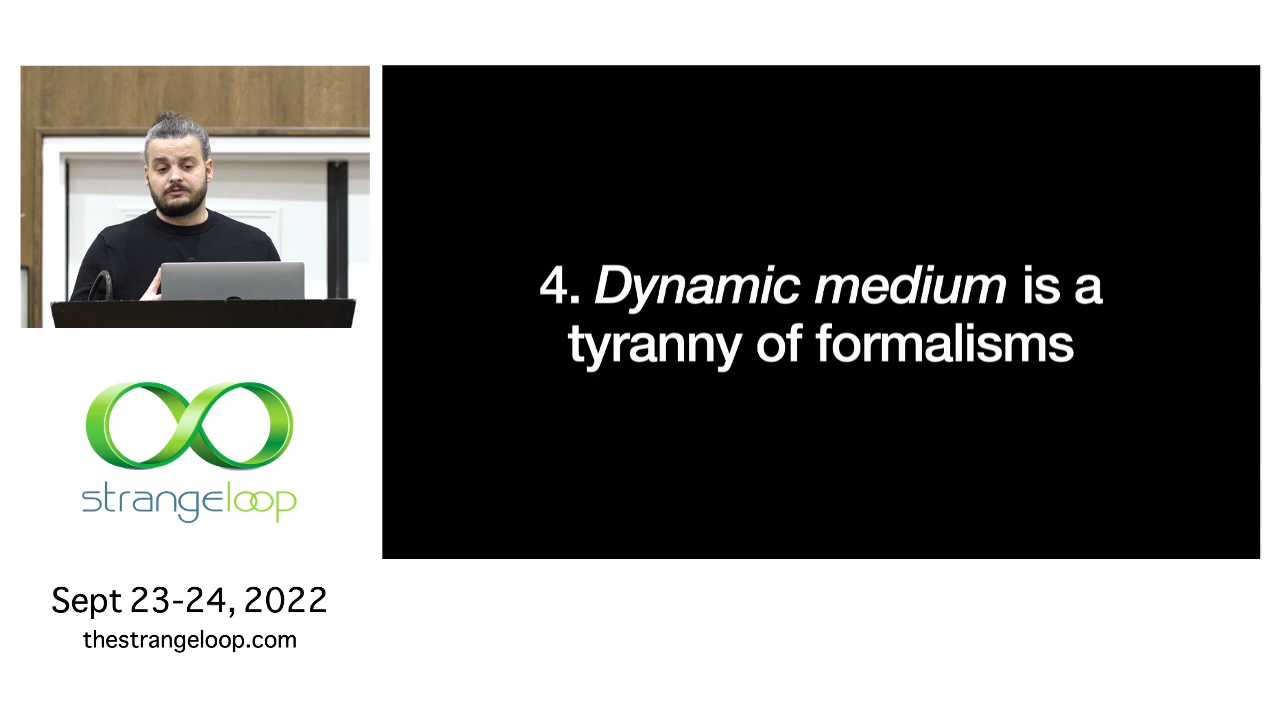 4. Dynamic medium is a
tyranny of formalisms
strangeloop
Sept 23-24, 2022
thestrangeloop.com